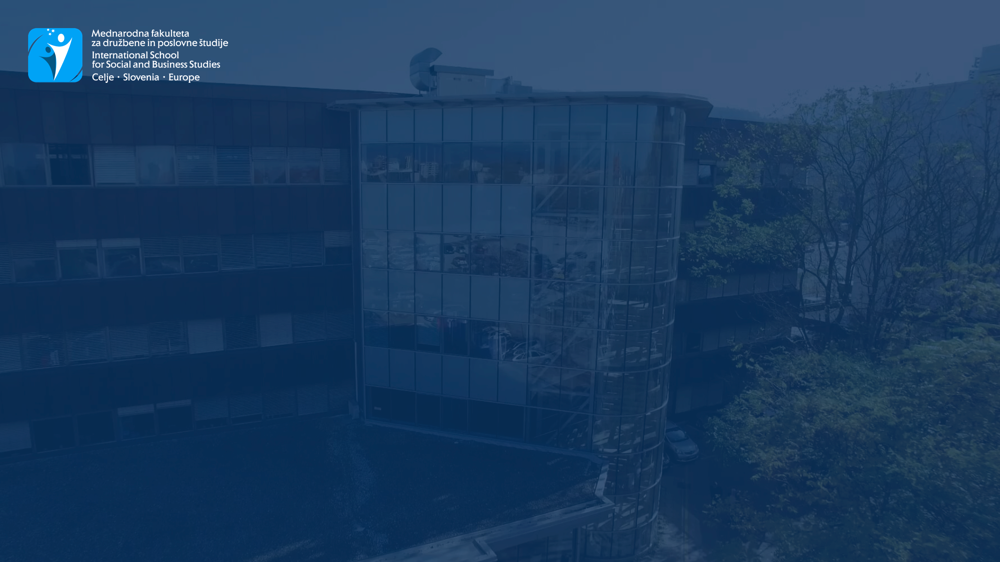 Mednarodna fakulteta
za družbene in poslovne študije
International School
for Social and Business Studies
Celje · Slovenia · Europe